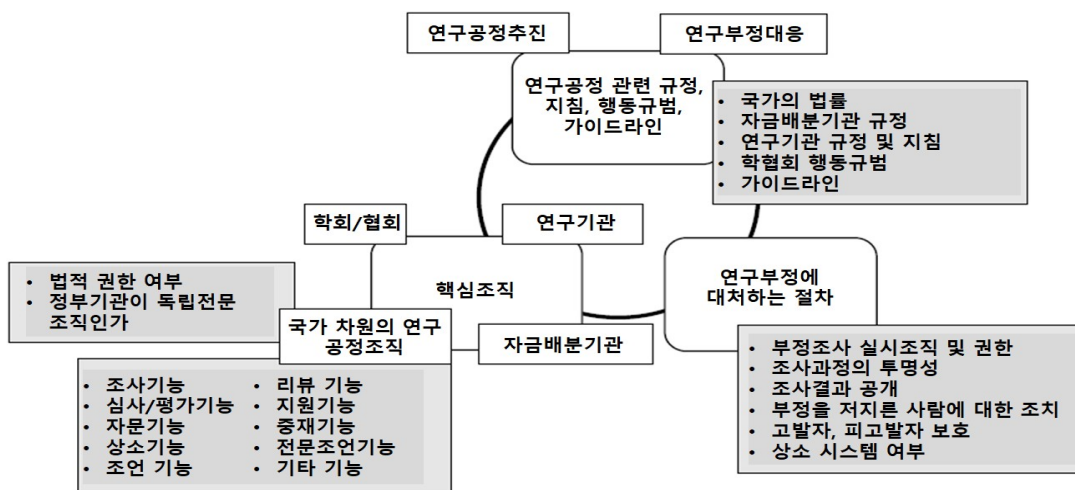 연구공정추진
연구부정대응
연구공정 관련 규정,
지침, 행동규범,
가이드라인
• 국가의 법률
• 자금배분기관 규정
• 연구기관 규정 및 지침
• 학협회 행동규범
• 가이드라인
학회/협회
연구기관
핵심조직
국가 차원의 연구
공정조직
자금배분기관
• 법적 권한 여부
• 정부기관이 독립전문
조직인가
• 조사기능
• 심사/평가기능
• 자문기능
• 상소기능
• 조언 기능
• 리뷰 기능
• 지원기능
• 중재기능
• 전문조언기능
• 기타 기능
연구부정에
대처하는 절차
• 부정조사 실시조직 및 권한
• 조사과정의 투명성
• 조사결과 공개
• 부정을 저지른 사람에 대한 조치
• 고발자, 피고발자 보호
• 상소 시스템 여부